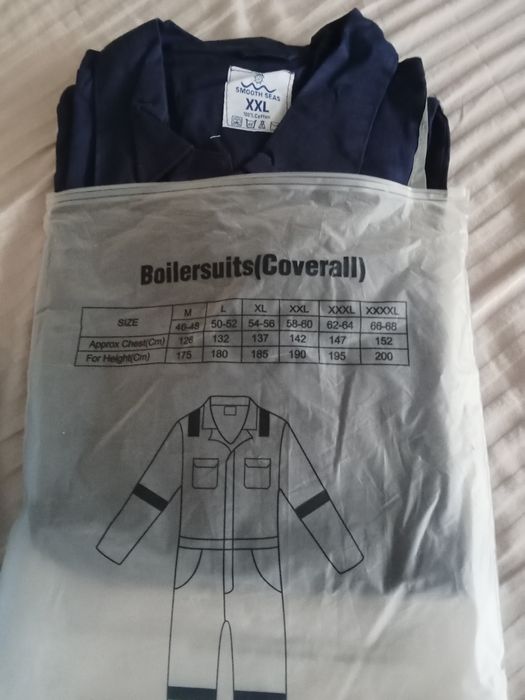 SMOOTH SEAS
XXL
100% Cotton
Boilersuits(Coverall)
SIZE M L XL XXL XXXL XXXXL
46-48 50-52 54-56 58-60 62-64 66-68
Approx Chest(Cm) 126 132 137 142 147 152
For Height(Cm) 175 180 185 190 195 200